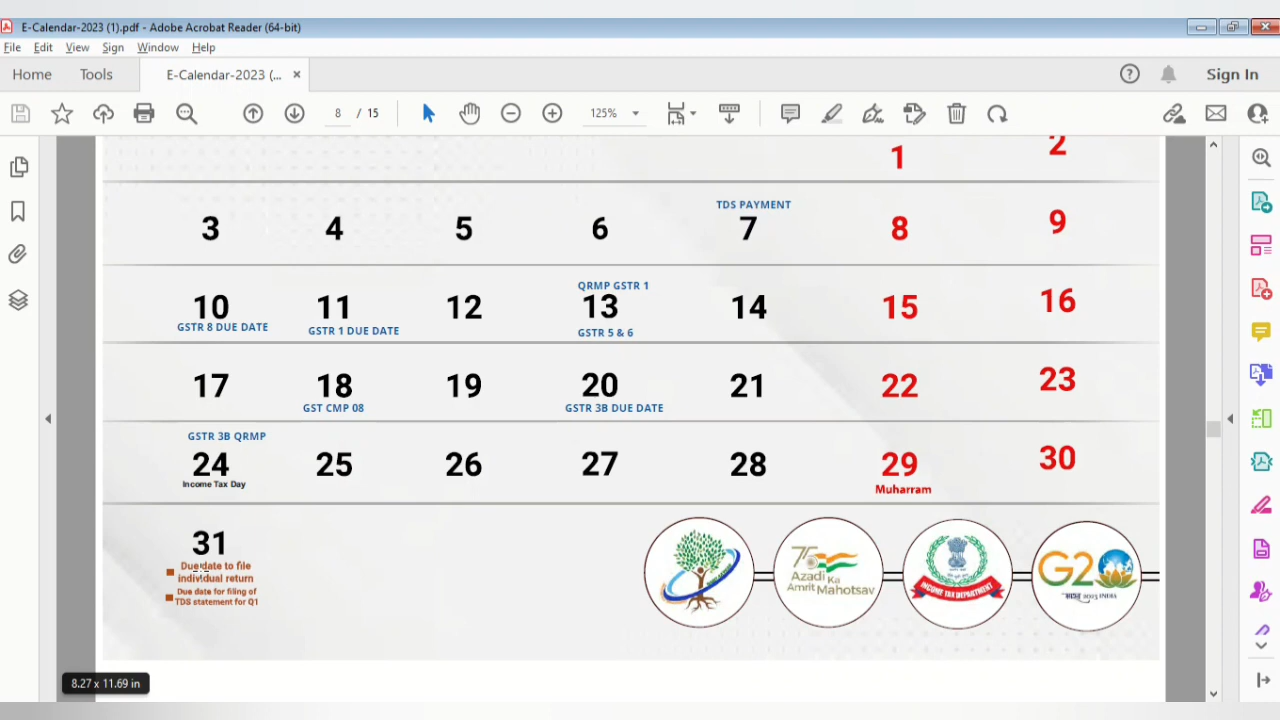 E-Calendar-2023 (1).pdf - Adobe Acrobat Reader (64-bit)
File Edit View Sign Window Help
Home Tools E-Calendar-2023 (... × Sign In
8 / 15 125%
1 2
TDS PAYMENT
3 4 5 6 7 8 9
QRMP GSTR 1
10 11 12 13 14 15 16
GSTR 8 DUE DATE GSTR 1 DUE DATE GSTR 5 & 6
17 18 19 20 21 22 23
GST CMP 08 GSTR 3B DUE DATE
GSTR 3B QRMP
24 25 26 27 28 29 30
Income Tax Day Muharram
31
Due date to file
individual return
Due date for filing of
TDS statement for Q1
75
Azadi Ka
Amrit Mahotsav
INCOME TAX DEPARTMENT
G20
भारत 2023 INDIA
8.27 x 11.69 in